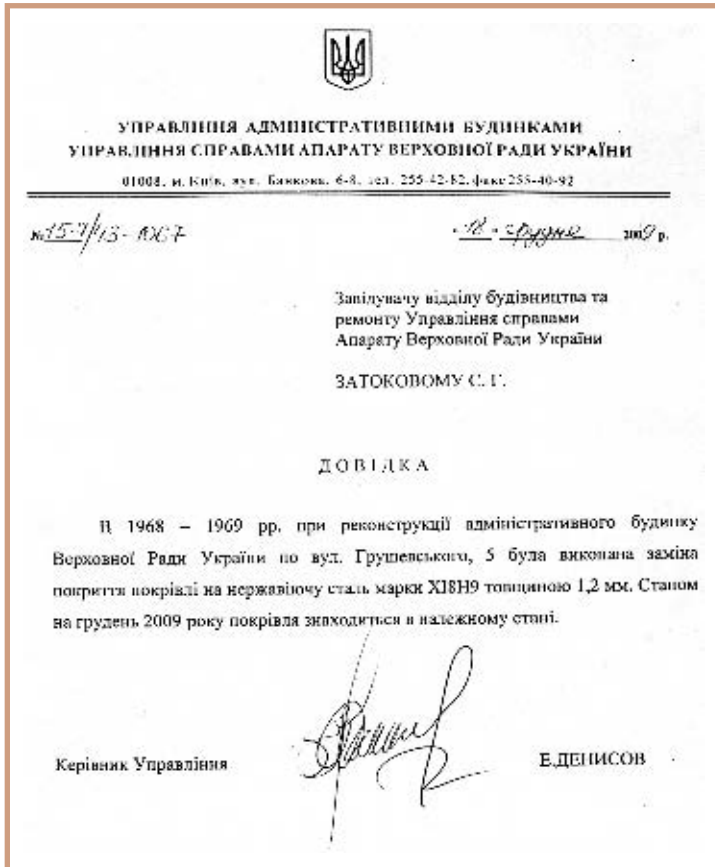 УПРАВЛІННЯ АДМІНІСТРАТИВНИМИ БУДИНКАМИ
УПРАВЛІННЯ СПРАВАМИ АПАРАТУ ВЕРХОВНОЇ РАДИ УКРАЇНИ
01008, м. Київ, вул. Банкова, 6-8, тел. 255-42-82, факс 255-40-92
№ 15-7/13-1067 "18" грудня 2009 р.
Завідувачу відділу будівництва та
ремонту Управління справами
Апарату Верховної Ради України
ЗАТОКОВОМУ С. Г.
ДОВІДКА
В 1968 – 1969 рр. при реконструкції адміністративного будинку
Верховної Ради України по вул. Грушевського, 5 була виконана заміна
покриття покрівлі на нержавіючу сталь марки Х18Н9 товщиною 1,2 мм. Станом
на грудень 2009 року покрівля знаходиться в належному стані.
Керівник Управління Е.ДЕНИСОВ